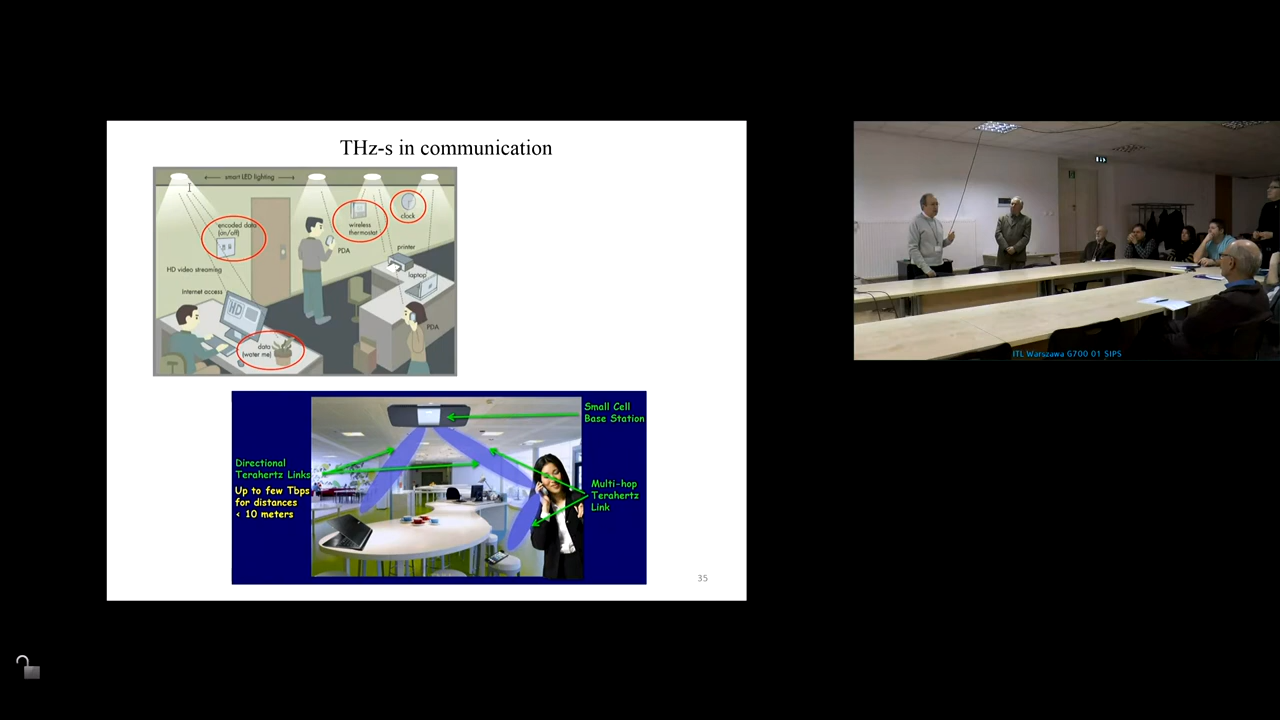 THz-s in communication
smart LED lighting
encoded data
(on/off)
wireless
thermostat
clock
PDA
printer
HD video streaming
laptop
Internet access
HD
PDA
data
(water me)
Small Cell
Base Station
Directional
Terahertz Links
Up to few Tbps
for distances
< 10 meters
Multi-hop
Terahertz
Link
35
ITL Warszawa G700 01 SIPS